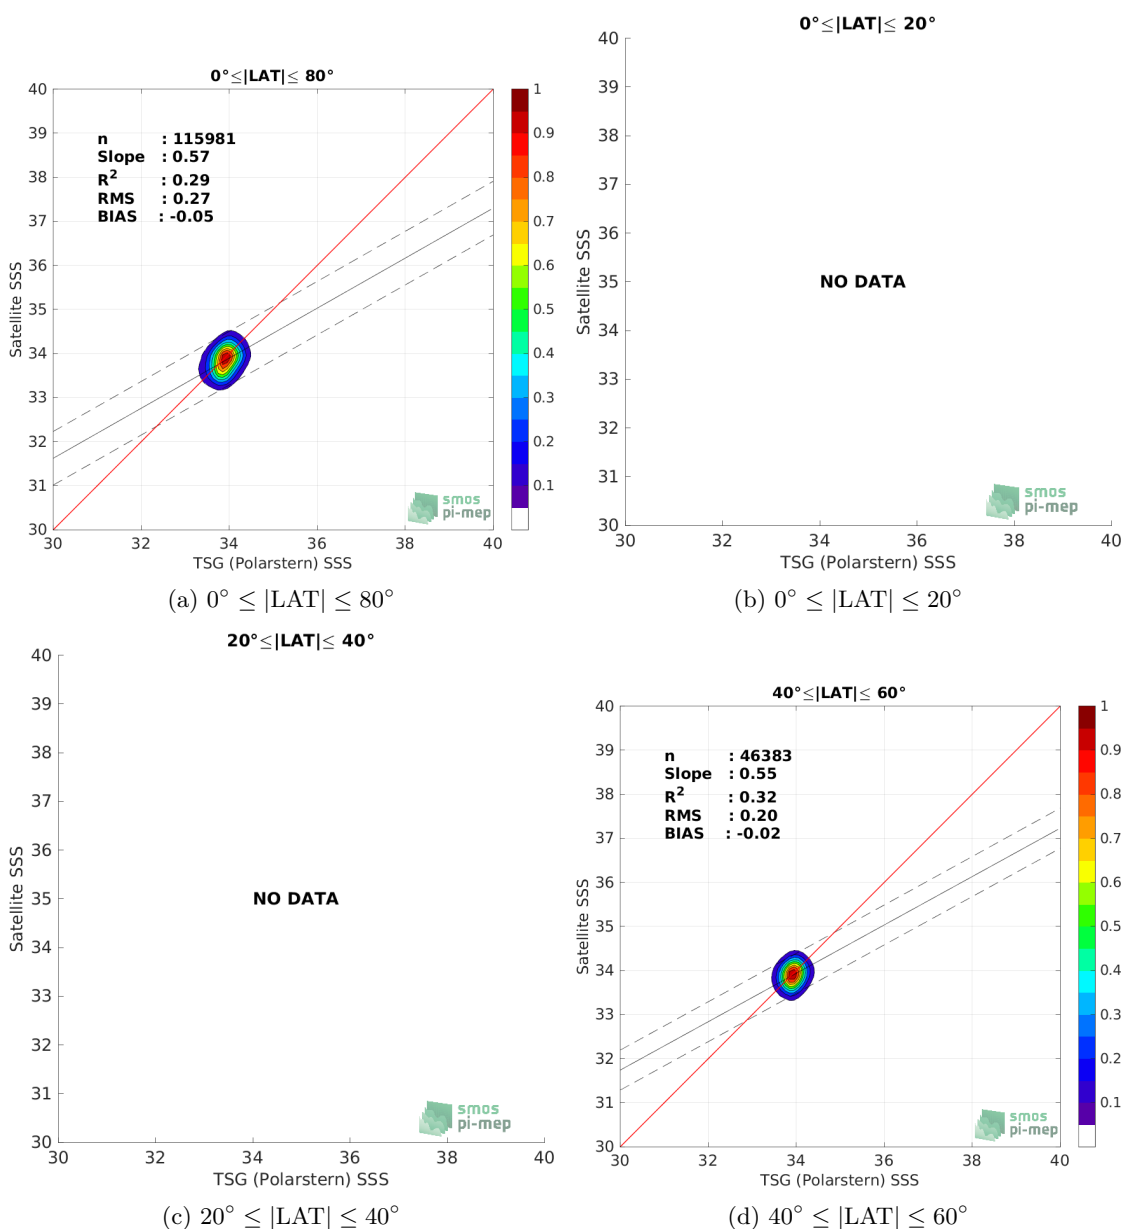 0°≤|LAT|≤ 80°
40
39
38
37
36
35
34
33
32
31
30
Satellite SSS
n : 115981
Slope : 0.57
R² : 0.29
RMS : 0.27
BIAS : -0.05
smos
pi-mep
30 32 34 36 38 40
TSG (Polarstern) SSS
1
0.9
0.8
0.7
0.6
0.5
0.4
0.3
0.2
0.1
(a) 0° ≤ |LAT| ≤ 80°
0°≤|LAT|≤ 20°
40
39
38
37
36
35
34
33
32
31
30
Satellite SSS
NO DATA
smos
pi-mep
30 32 34 36 38 40
TSG (Polarstern) SSS
(b) 0° ≤ |LAT| ≤ 20°
20°≤|LAT|≤ 40°
40
39
38
37
36
35
34
33
32
31
30
Satellite SSS
NO DATA
smos
pi-mep
30 32 34 36 38 40
TSG (Polarstern) SSS
(c) 20° ≤ |LAT| ≤ 40°
40°≤|LAT|≤ 60°
40
39
38
37
36
35
34
33
32
31
30
Satellite SSS
n : 46383
Slope : 0.55
R² : 0.32
RMS : 0.20
BIAS : -0.02
smos
pi-mep
30 32 34 36 38 40
TSG (Polarstern) SSS
1
0.9
0.8
0.7
0.6
0.5
0.4
0.3
0.2
0.1
(d) 40° ≤ |LAT| ≤ 60°